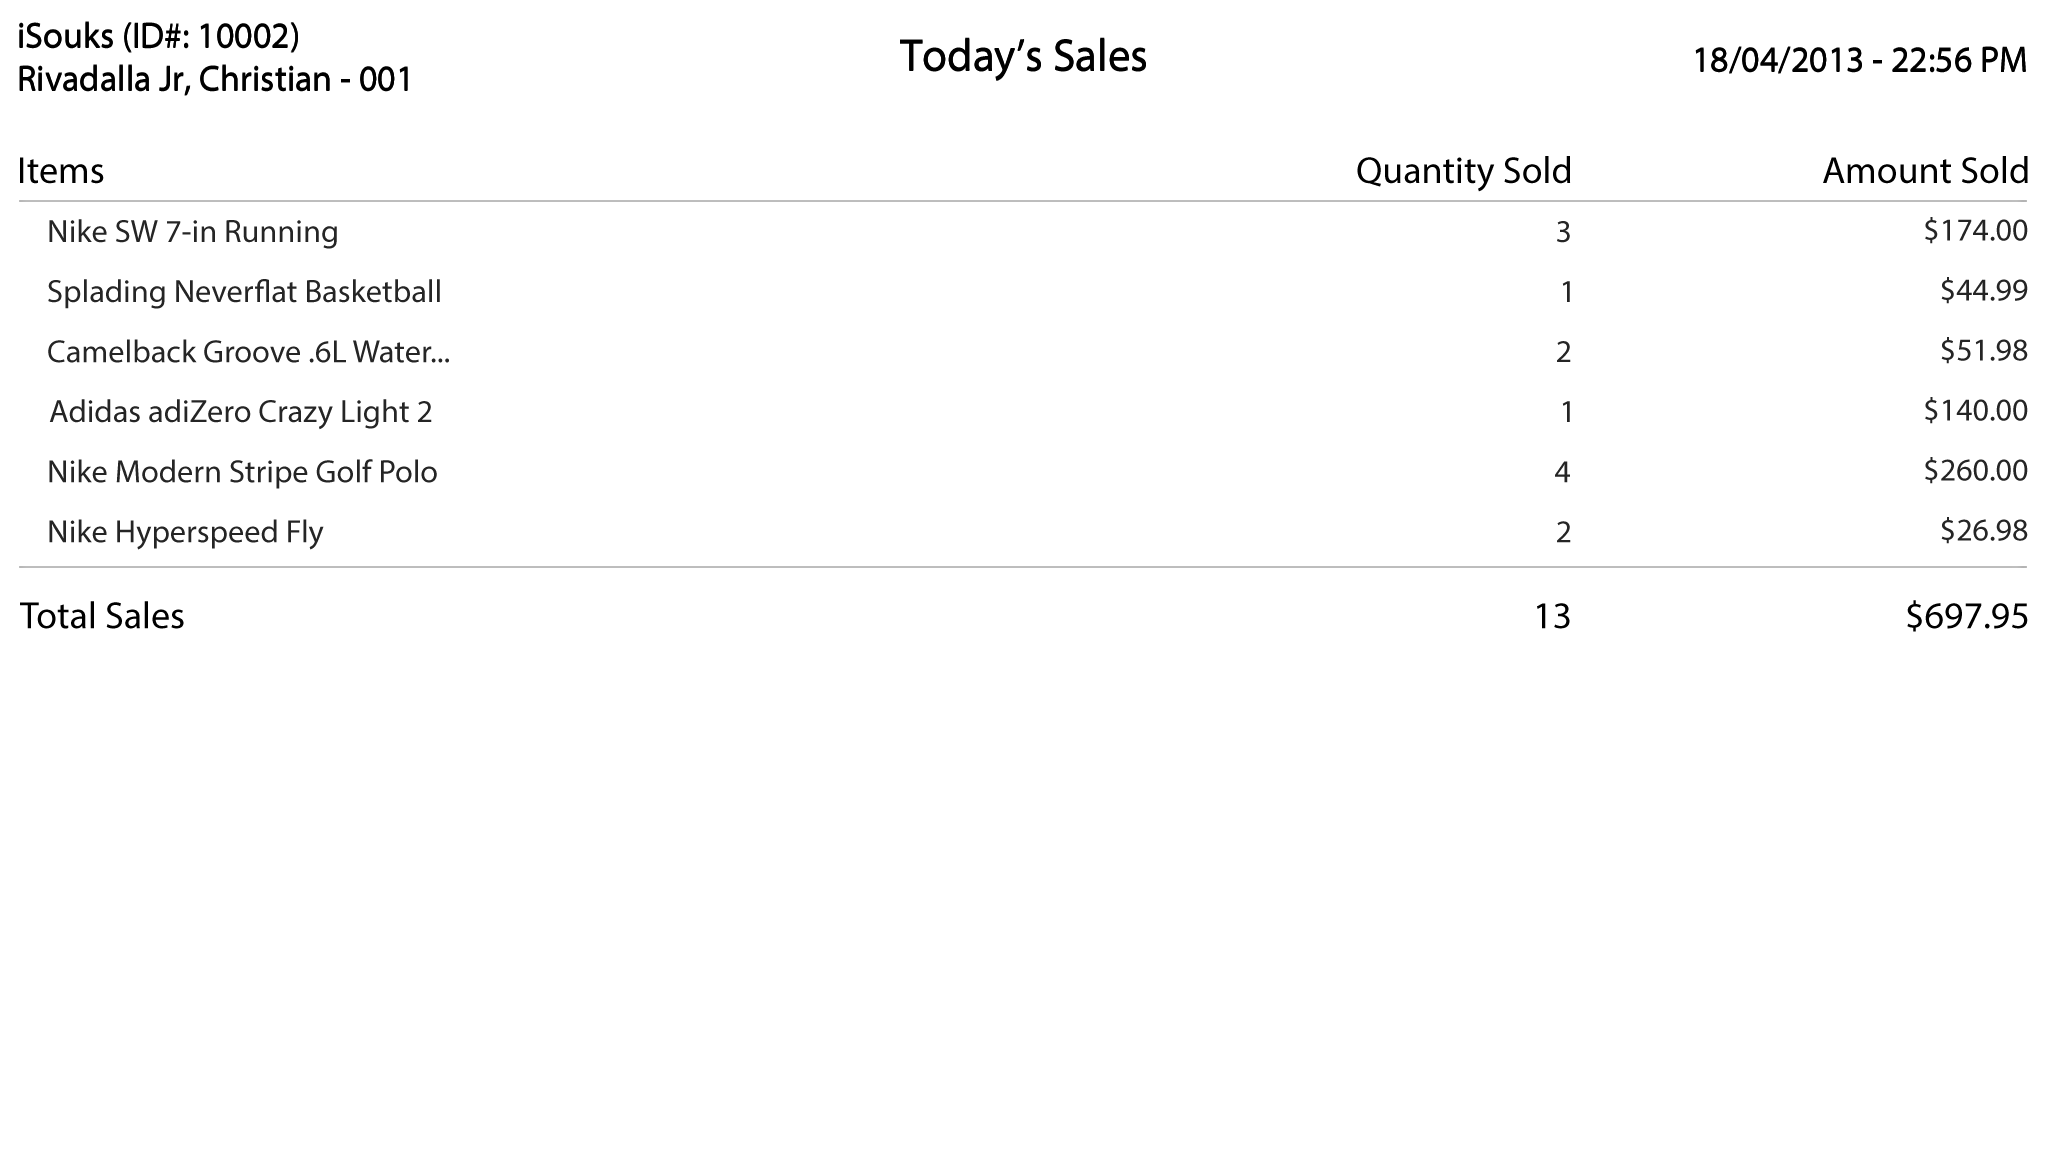 iSouks (ID#: 10002)
Rivadalla Jr, Christian - 001
Today’s Sales
18/04/2013 - 22:56 PM
Items Quantity Sold Amount Sold
Nike SW 7-in Running 3 $174.00
Splading Neverflat Basketball 1 $44.99
Camelback Groove .6L Water... 2 $51.98
Adidas adiZero Crazy Light 2 1 $140.00
Nike Modern Stripe Golf Polo 4 $260.00
Nike Hyperspeed Fly 2 $26.98
Total Sales 13 $697.95